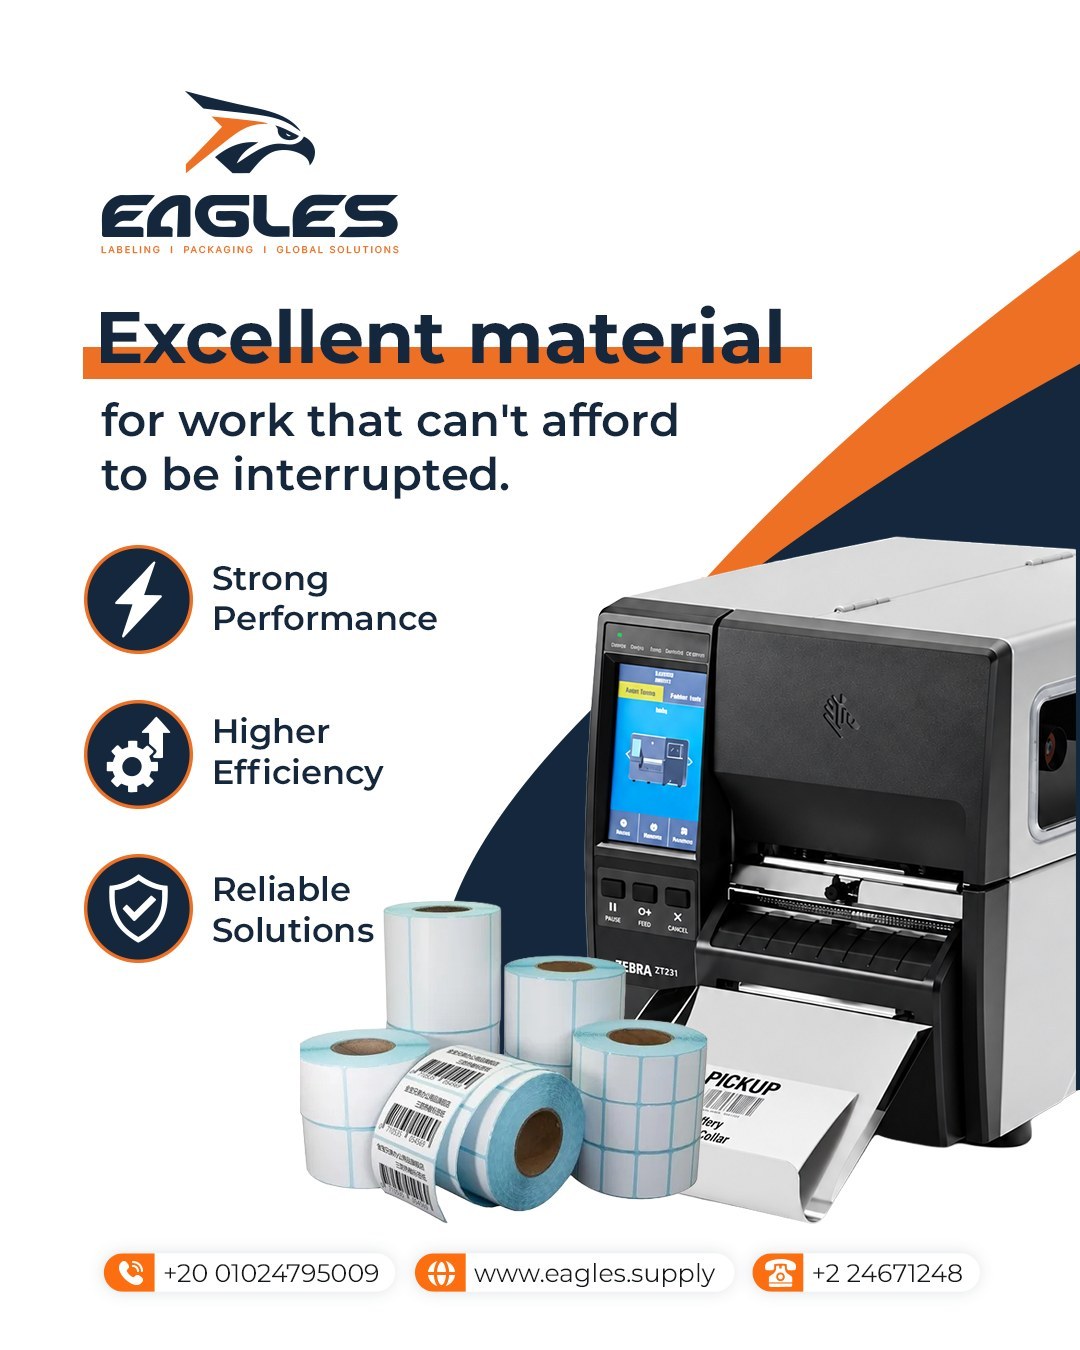 EAGLES
LABELING | PACKAGING | GLOBAL SOLUTIONS
Excellent material
for work that can't afford
to be interrupted.
Strong
Performance
Higher
Efficiency
Reliable
Solutions
PAUSE
FEED
CANCEL
ZEBRA ZT231
PICKUP
Collar
+20 01024795009
www.eagles.supply
+2 24671248